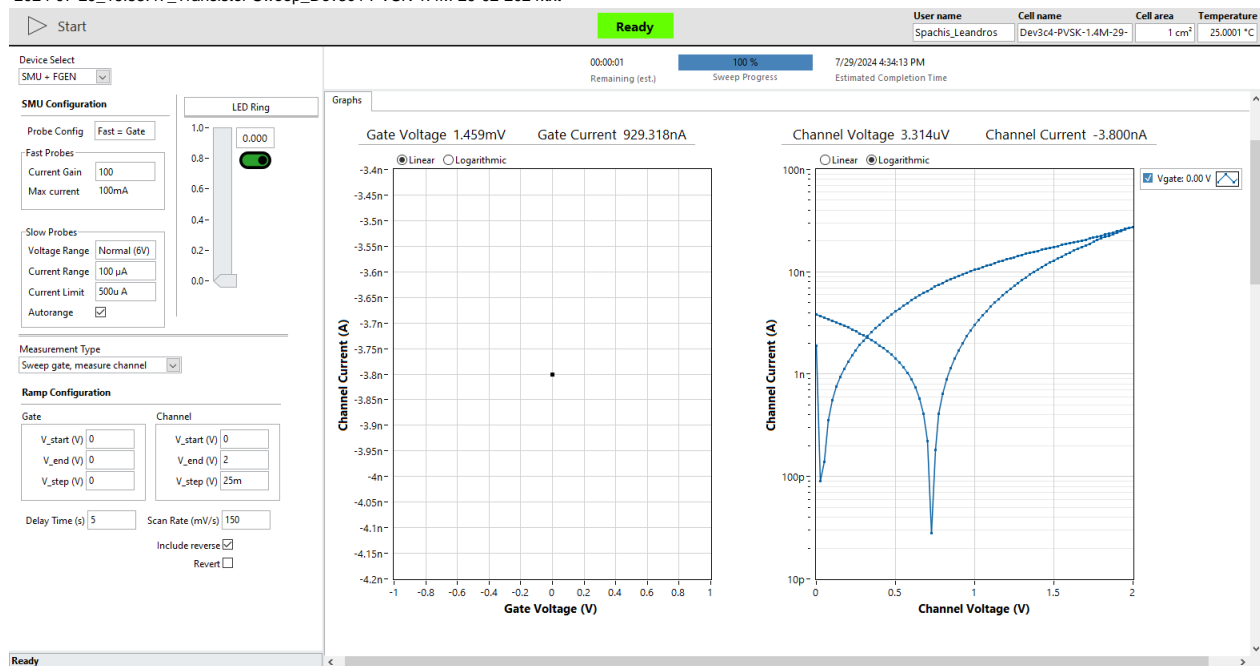 Start
Ready
User name
Cell name
Cell area
Temperature
Spachis_Leandros
Dev3c4-PVSK-1.4M-29-
1 cm²
25.0001 °C
Device Select
SMU + FGEN
00:00:01
100 %
7/29/2024 4:34:13 PM
Remaining (est.)
Sweep Progress
Estimated Completion Time
SMU Configuration
LED Ring
Probe Config
Fast = Gate
Fast Probes
Current Gain
100
Max current
100mA
Slow Probes
Voltage Range
Normal (6V)
Current Range
100 µA
Current Limit
500u A
Autorange
1.0
0.000
0.8
0.6
0.4
0.2
0.0
Measurement Type
Sweep gate, measure channel
Ramp Configuration
Gate
V_start (V) 0
V_end (V) 0
V_step (V) 0
Channel
V_start (V) 0
V_end (V) 2
V_step (V) 25m
Delay Time (s) 5
Scan Rate (mV/s) 150
Include reverse
Revert
Graphs
Gate Voltage 1.459mV
Gate Current 929.318nA
Linear
Logarithmic
-3.4n
-3.45n
-3.5n
-3.55n
-3.6n
-3.65n
-3.7n
-3.75n
-3.8n
-3.85n
-3.9n
-3.95n
-4n
-4.05n
-4.1n
-4.15n
-4.2n
Channel Current (A)
-1 -0.8 -0.6 -0.4 -0.2 0 0.2 0.4 0.6 0.8 1
Gate Voltage (V)
Channel Voltage 3.314uV
Channel Current -3.800nA
Linear
Logarithmic
Vgate: 0.00 V
100n
10n
1n
100p
10p
Channel Current (A)
0 0.5 1 1.5 2
Channel Voltage (V)
Ready